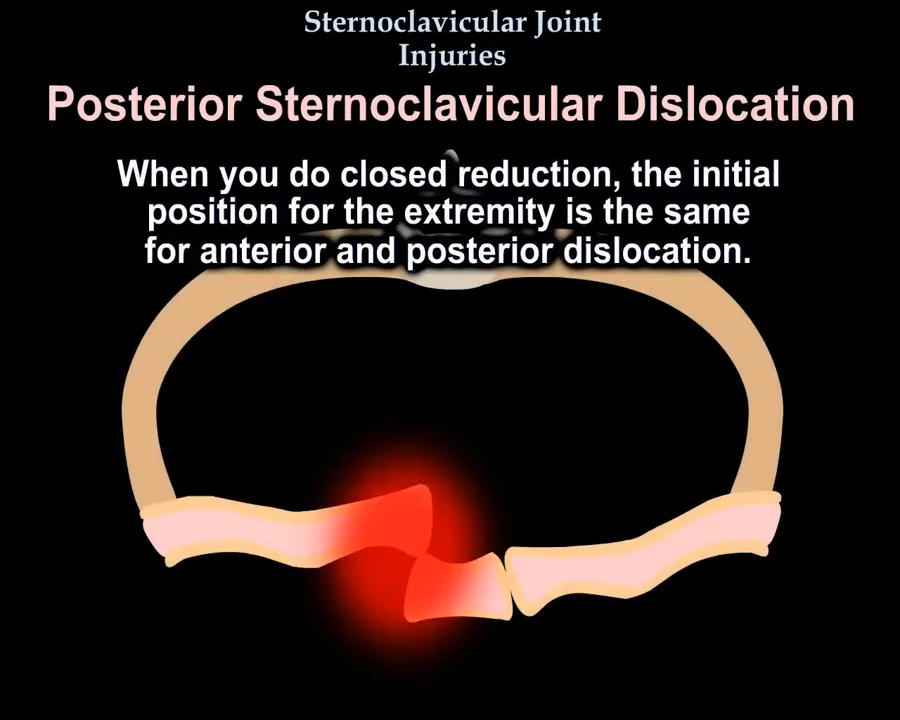 Sternoclavicular Joint
Injuries
Posterior Sternoclavicular Dislocation
When you do closed reduction, the initial
position for the extremity is the same
for anterior and posterior dislocation.